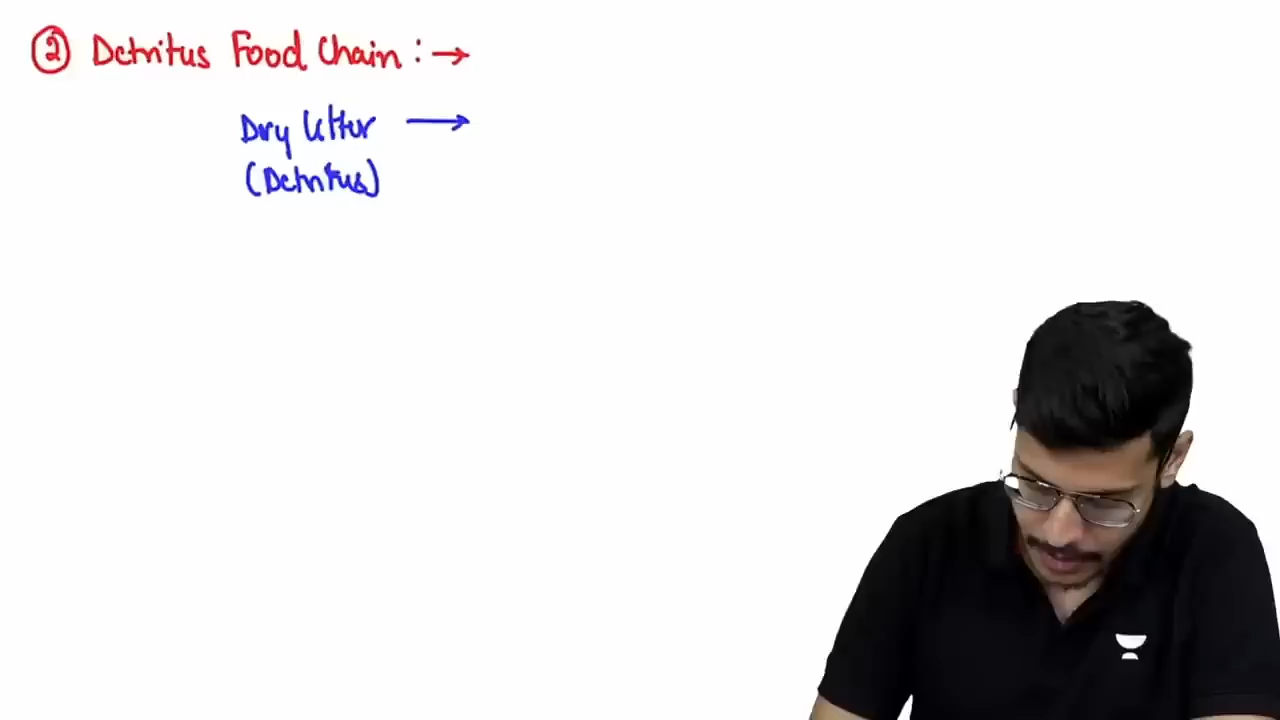 ② Detritus Food Chain : →
Dry litter →
(Detritus)